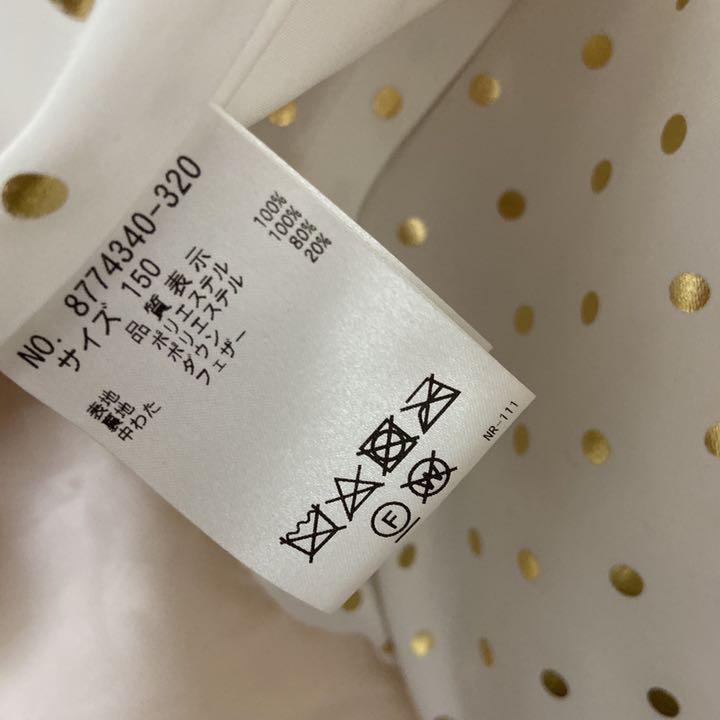 NO. 8774340-320
サイズ 150
品質表示
表地 ポリエステル 100%
裏地 ポリエステル 100%
中わた ダウン 80%
フェザー 20%
F W
NR-111